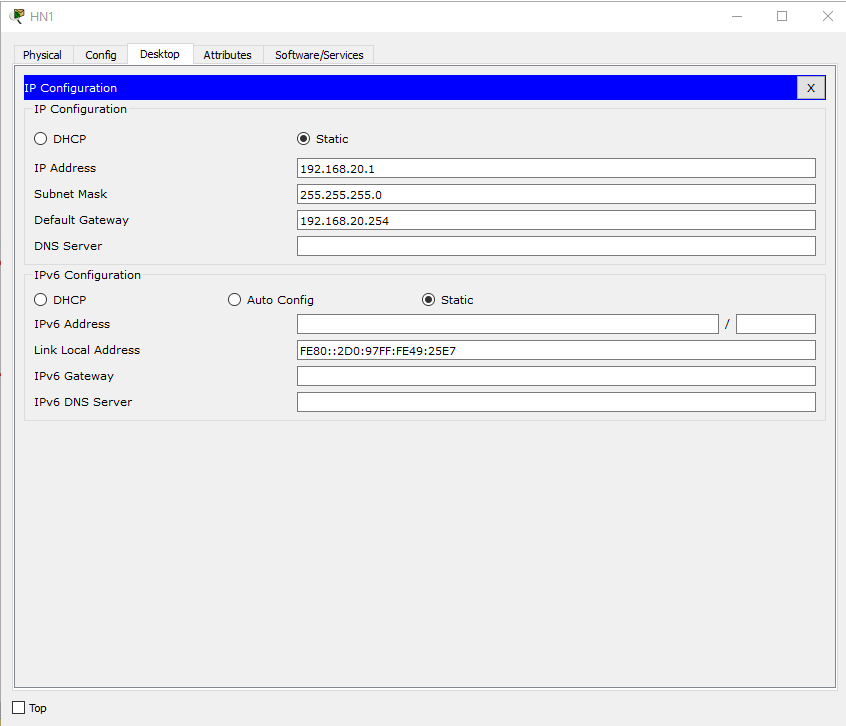 HN1
Physical Config Desktop Attributes Software/Services
IP Configuration X
IP Configuration
DHCP Static
IP Address 192.168.20.1
Subnet Mask 255.255.255.0
Default Gateway 192.168.20.254
DNS Server
IPv6 Configuration
DHCP Auto Config Static
IPv6 Address /
Link Local Address FE80::2D0:97FF:FE49:25E7
IPv6 Gateway
IPv6 DNS Server
Top